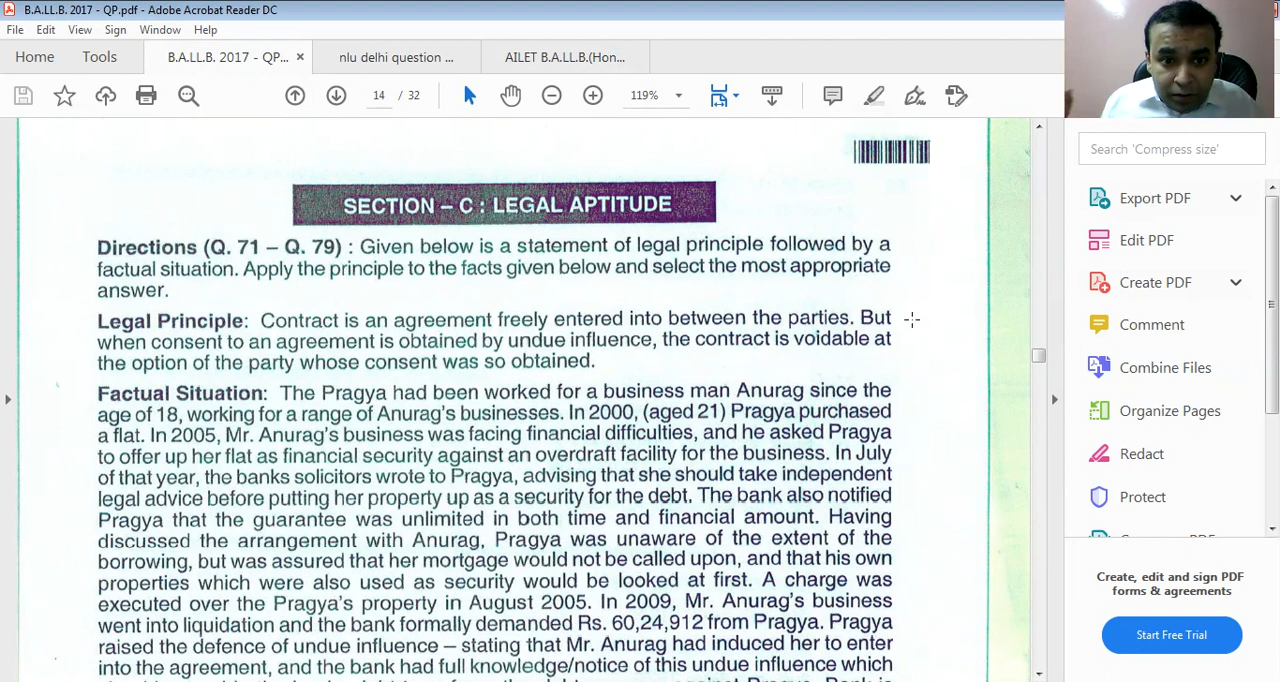 B.A.LL.B. 2017 - QP.pdf - Adobe Acrobat Reader DC
File Edit View Sign Window Help
Home Tools B.A.LL.B. 2017 - QP... × nlu delhi question ... AILET B.A.LL.B.(Hon...
14 / 32 119%
Search 'Compress size'
SECTION – C : LEGAL APTITUDE
Directions (Q. 71 – Q. 79) : Given below is a statement of legal principle followed by a
factual situation. Apply the principle to the facts given below and select the most appropriate
answer.
Legal Principle: Contract is an agreement freely entered into between the parties. But
when consent to an agreement is obtained by undue influence, the contract is voidable at
the option of the party whose consent was so obtained.
Factual Situation: The Pragya had been worked for a business man Anurag since the
age of 18, working for a range of Anurag's businesses. In 2000, (aged 21) Pragya purchased
a flat. In 2005, Mr. Anurag's business was facing financial difficulties, and he asked Pragya
to offer up her flat as financial security against an overdraft facility for the business. In July
of that year, the banks solicitors wrote to Pragya, advising that she should take independent
legal advice before putting her property up as a security for the debt. The bank also notified
Pragya that the guarantee was unlimited in both time and financial amount. Having
discussed the arrangement with Anurag, Pragya was unaware of the extent of the
borrowing, but was assured that her mortgage would not be called upon, and that his own
properties which were also used as security would be looked at first. A charge was
executed over the Pragya's property in August 2005. In 2009, Mr. Anurag's business
went into liquidation and the bank formally demanded Rs. 60,24,912 from Pragya. Pragya
raised the defence of undue influence – stating that Mr. Anurag had induced her to enter
into the agreement, and the bank had full knowledge/notice of this undue influence which
Export PDF
Edit PDF
Create PDF
Comment
Combine Files
Organize Pages
Redact
Protect
Create, edit and sign PDF
forms & agreements
Start Free Trial